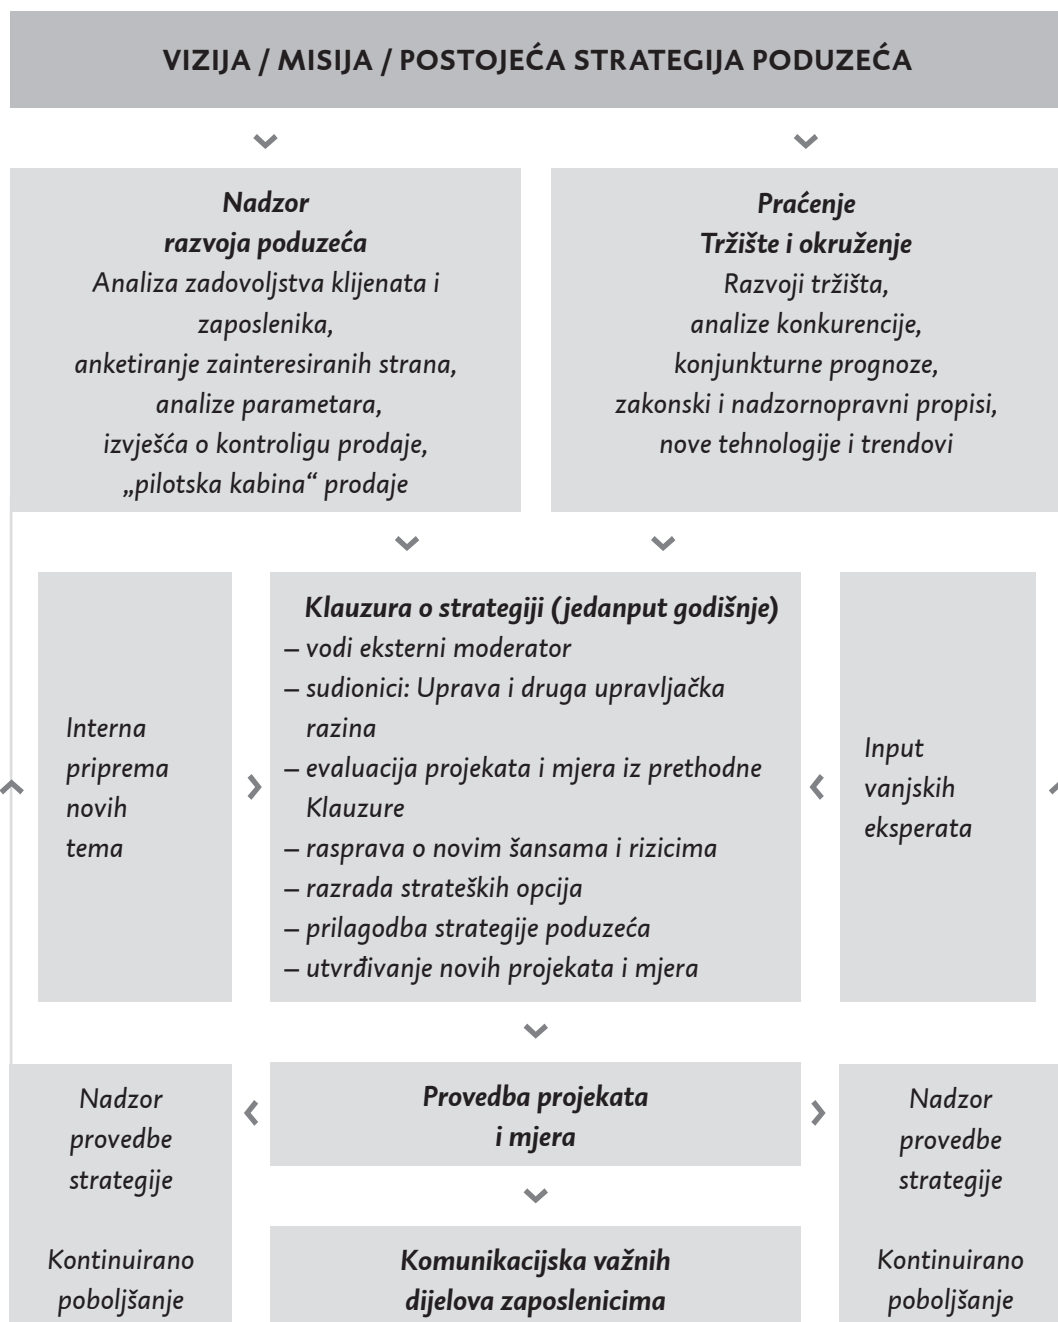 VIZIJA / MISIJA / POSTOJEĆA STRATEGIJA PODUZEĆA
Nadzor
razvoja poduzeća
Analiza zadovoljstva klijenata i
zaposlenika,
anketiranje zainteresiranih strana,
analize parametara,
izvješća o kontroligu prodaje,
„pilotska kabina“ prodaje
Praćenje
Tržište i okruženje
Razvoji tržišta,
analize konkurencije,
konjunkturne prognoze,
zakonski i nadzornopravni propisi,
nove tehnologije i trendovi
Interna
priprema
novih
tema
Klauzura o strategiji (jedanput godišnje)
– vodi eksterni moderator
– sudionici: Uprava i druga upravljačka
razina
– evaluacija projekata i mjera iz prethodne
Klauzure
– rasprava o novim šansama i rizicima
– razrada strateških opcija
– prilagodba strategije poduzeća
– utvrđivanje novih projekata i mjera
Input
vanjskih
eksperata
Nadzor
provedbe
strategije
Kontinuirano
poboljšanje
Provedba projekata
i mjera
Komunikacijska važnih
dijelova zaposlenicima
Nadzor
provedbe
strategije
Kontinuirano
poboljšanje